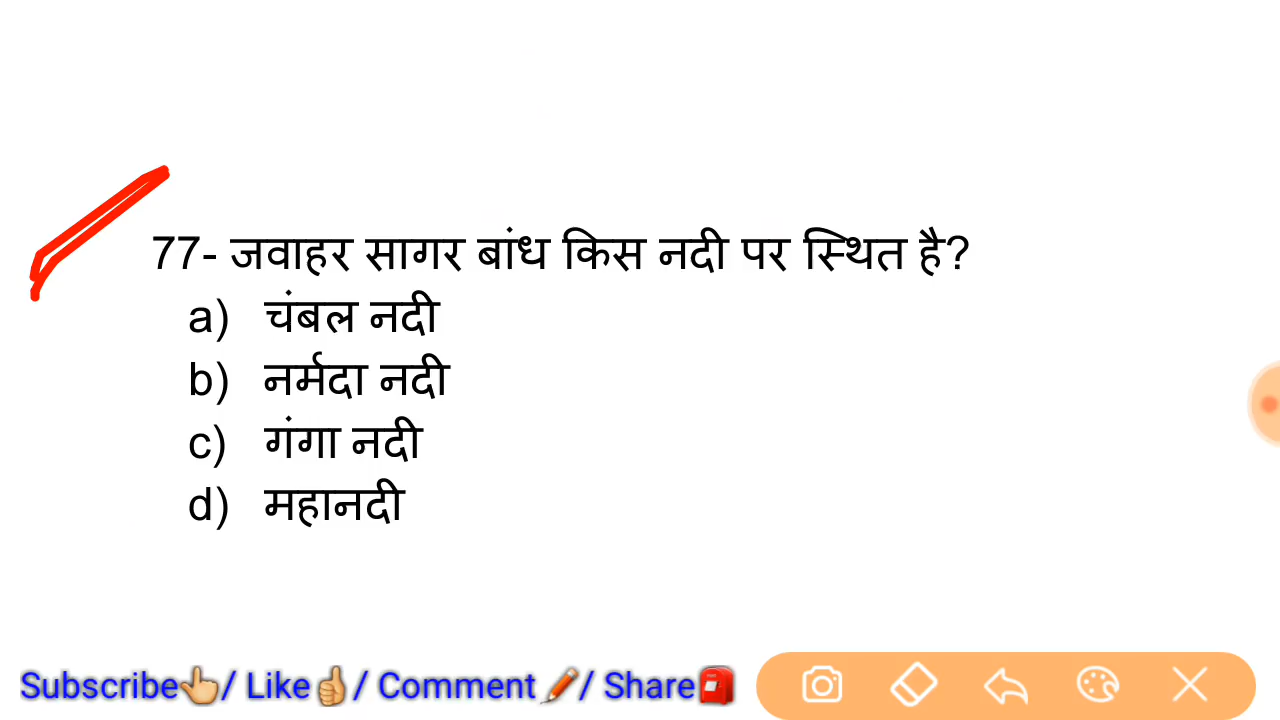 77- जवाहर सागर बांध किस नदी पर स्थित है?
a) चंबल नदी
b) नर्मदा नदी
c) गंगा नदी
d) महानदी
Subscribe👆/ Like👍/ Comment 🖍️/ Share📮